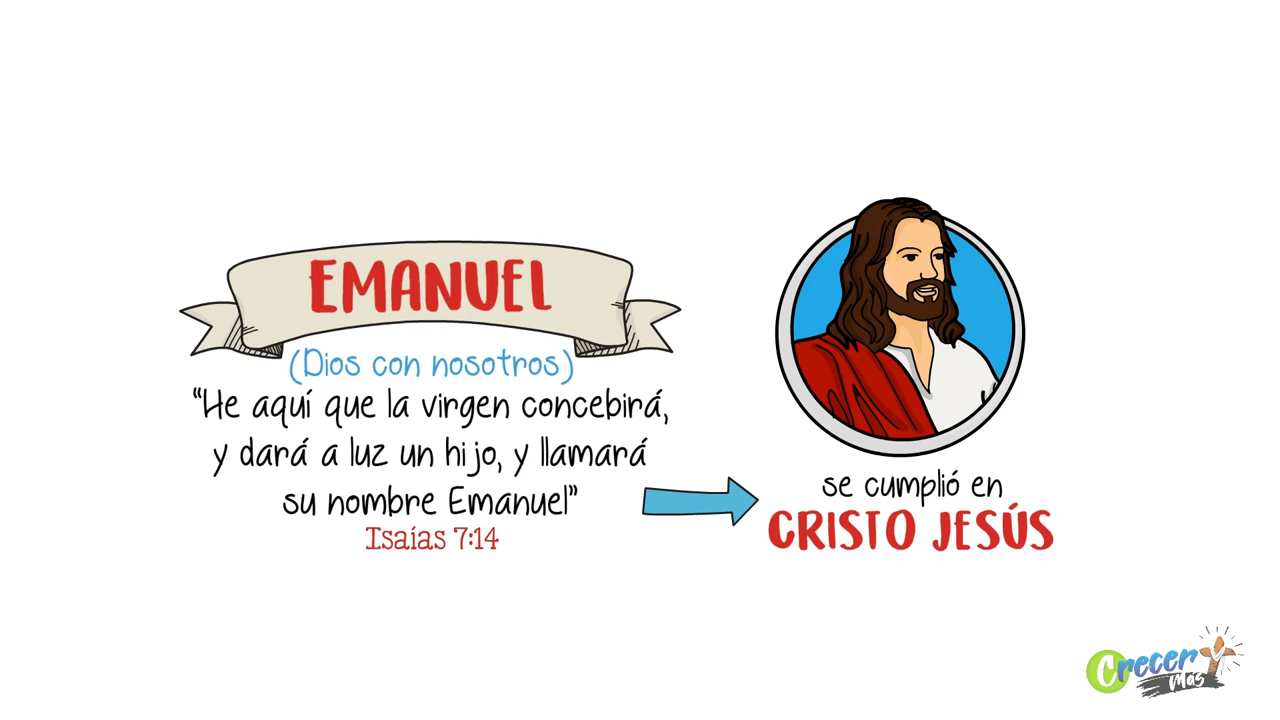 EMANUEL
(Dios con nosotros)
“He aquí que la virgen concebirá,
y dará a luz un hijo, y llamará
su nombre Emanuel”
Isaías 7:14
se cumplió en
CRISTO JESÚS
Crecer
Más